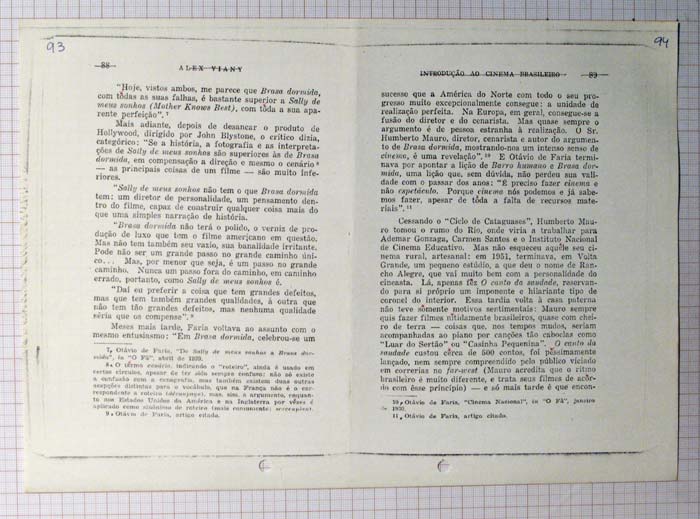 93
88 ALEX VIANY
"Hoje, vistos ambos, me parece que Brasa dormida,
com tôdas as suas falhas, é bastante superior a Sally de
meus sonhos (Mother Knows Best), com tôda a sua apa-
rente perfeição". 7
Mais adiante, depois de desancar o produto de
Hollywood, dirigido por John Blystone, o crítico dizia,
categórico: "Se a história, a fotografia e as interpreta-
ções de Sally de meus sonhos são superiores às de Brasa
dormida, em compensação a direção e mesmo o cenário 8
— as principais coisas de um filme — são muito infe-
riores.
"Sally de meus sonhos não tem o que Brasa dormida
tem: um diretor de personalidade, um pensamento den-
tro do filme, capaz de construir qualquer coisa mais do
que uma simples narração de história.
"Brasa dormida não terá o polido, o verniz de pro-
dução de luxo que tem o filme americano em questão.
Mas não tem também seu vazio, sua banalidade irritante.
Pode não ser um grande passo no grande caminho úni-
co... Mas, por menor que seja, é um passo no grande
caminho. Nunca um passo fora do caminho, em caminho
errado, portanto, como Sally de meus sonhos é.
"Daí eu preferir a coisa que tem grandes defeitos,
mas que também tem grandes qualidades, à outra que
não tem tão grandes defeitos, mas nenhuma qualidade
séria que os compense". 9
Meses mais tarde, Faria voltava ao assunto com o
mesmo entusiasmo: "Em Brasa dormida, celebrou-se um
7, Otávio de Faria, "De Sally de meus sonhos a Brasa dor-
mida", in "O Fã", abril de 1929.
8, O têrmo cenário, indicando o "roteiro", ainda é usado em
certos círculos, apesar de ter sido sempre confuso: não só existe
a confusão com a cenografia, mas também existem duas outras
acepções distintas para o vocábulo, que na França não é o cor-
respondente a roteiro (découpage), mas, sim, a argumento, enquan-
to nos Estados Unidos da América e na Inglaterra por vêzes é
aplicado como sinônimo de roteiro (mais comumente: screenplay).
9, Otávio de Faria, artigo citado.
94
INTRODUÇÃO AO CINEMA BRASILEIRO 89
sucesso que a América do Norte com todo o seu pro-
gresso muito excepcionalmente consegue: a unidade de
realização perfeita. Na Europa, em geral, consegue-se a
fusão do diretor e do cenarista. Mas quase sempre o
argumento é de pessoa estranha à realização. O Sr.
Humberto Mauro, diretor, cenarista e autor do argumen-
to de Brasa dormida, mostrando-nos um intenso senso de
cinema, é uma revelação". 10 E Otávio de Faria termi-
nava por apontar a lição de Barro humano e Brasa dor-
mida, uma lição que, sem dúvida, não perdeu sua vali-
dade com o passar dos anos: "É preciso fazer cinema e
não espetáculo. Porque cinema nós podemos e já sabe-
mos fazer, apesar de tôda a falta de recursos mate-
riais". 11
Cessando o "Ciclo de Cataguases", Humberto Mau-
ro tomou o rumo do Rio, onde viria a trabalhar para
Ademar Gonzaga, Carmen Santos e o Instituto Nacional
de Cinema Educativo. Mas não esqueceu aquêle seu ci-
nema rural, artesanal: em 1951, terminava, em Volta
Grande, um pequeno estúdio, a que deu o nome de Ran-
cho Alegre, que vai muito bem com a personalidade do
cineasta. Lá, apenas fêz O canto da saudade, reservan-
do para si próprio um imponente e hilariante tipo de
coronel do interior. Essa tardia volta à casa paterna
não teve sòmente motivos sentimentais: Mauro sempre
quis fazer filmes nìtidamente brasileiros, quase com chei-
ro de terra — coisas que, nos tempos mudos, seriam
acompanhadas ao piano por canções tão caboclas como
"Luar do Sertão" ou "Casinha Pequenina". O canto da
saudade custou cêrca de 500 contos, foi pèssimamente
lançado, nem sempre compreendido pelo público viciado
em correrias no far-west (Mauro acredita que o ritmo
brasileiro é muito diferente, e trata seus filmes de acôr-
do com êsse princípio) — e só mais tarde é que encon-
10, Otávio de Faria, "Cinema Nacional", in "O Fã", janeiro
de 1930.
11, Otávio de Faria, artigo citado.